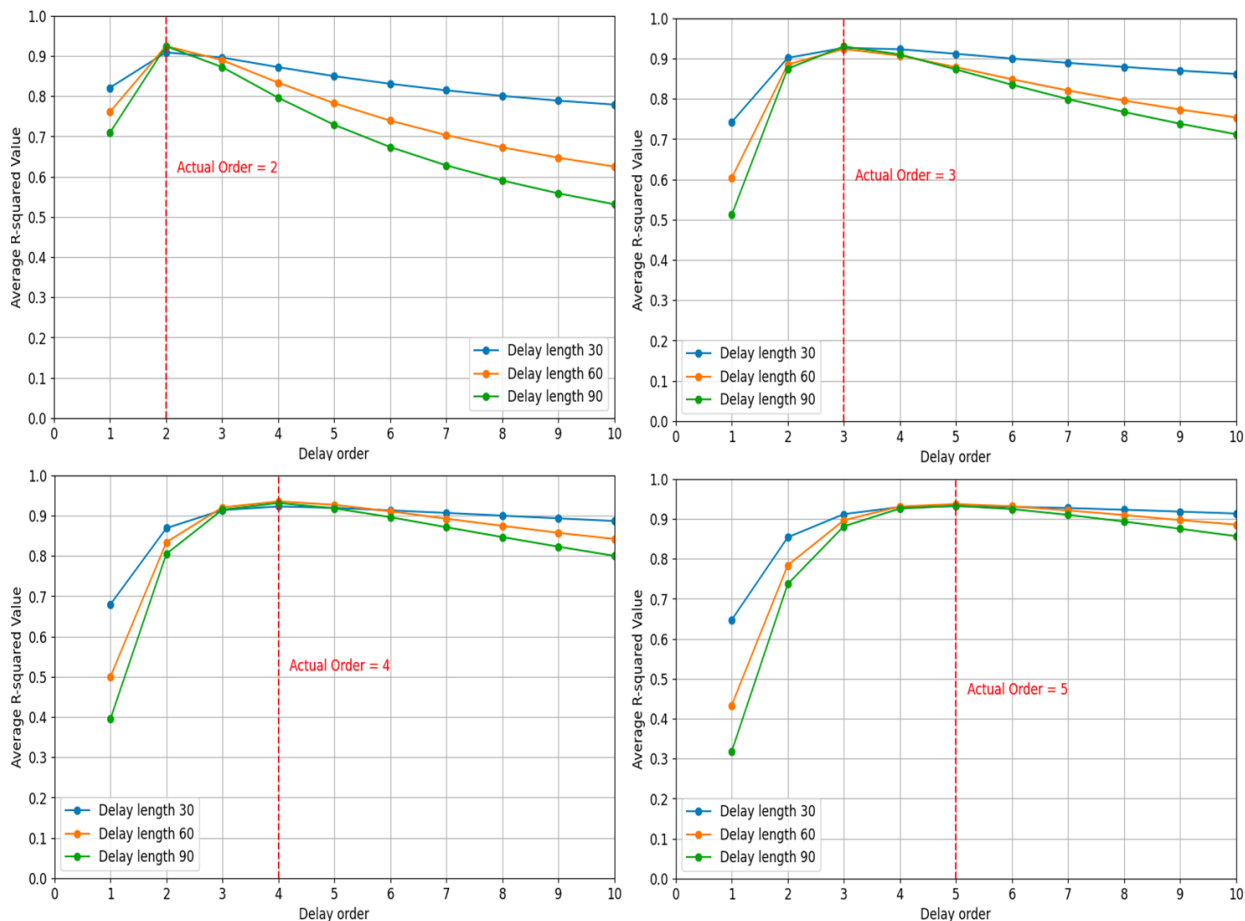 1.0
0.9
0.8
0.7
0.6
0.5
0.4
0.3
0.2
0.1
0.0
Average R-squared Value
Actual Order = 2
Delay length 30
Delay length 60
Delay length 90
0 1 2 3 4 5 6 7 8 9 10
Delay order
1.0
0.9
0.8
0.7
0.6
0.5
0.4
0.3
0.2
0.1
0.0
Average R-squared Value
Actual Order = 3
Delay length 30
Delay length 60
Delay length 90
0 1 2 3 4 5 6 7 8 9 10
Delay order
1.0
0.9
0.8
0.7
0.6
0.5
0.4
0.3
0.2
0.1
0.0
Average R-squared Value
Actual Order = 4
Delay length 30
Delay length 60
Delay length 90
0 1 2 3 4 5 6 7 8 9 10
Delay order
1.0
0.9
0.8
0.7
0.6
0.5
0.4
0.3
0.2
0.1
0.0
Average R-squared Value
Actual Order = 5
Delay length 30
Delay length 60
Delay length 90
0 1 2 3 4 5 6 7 8 9 10
Delay order